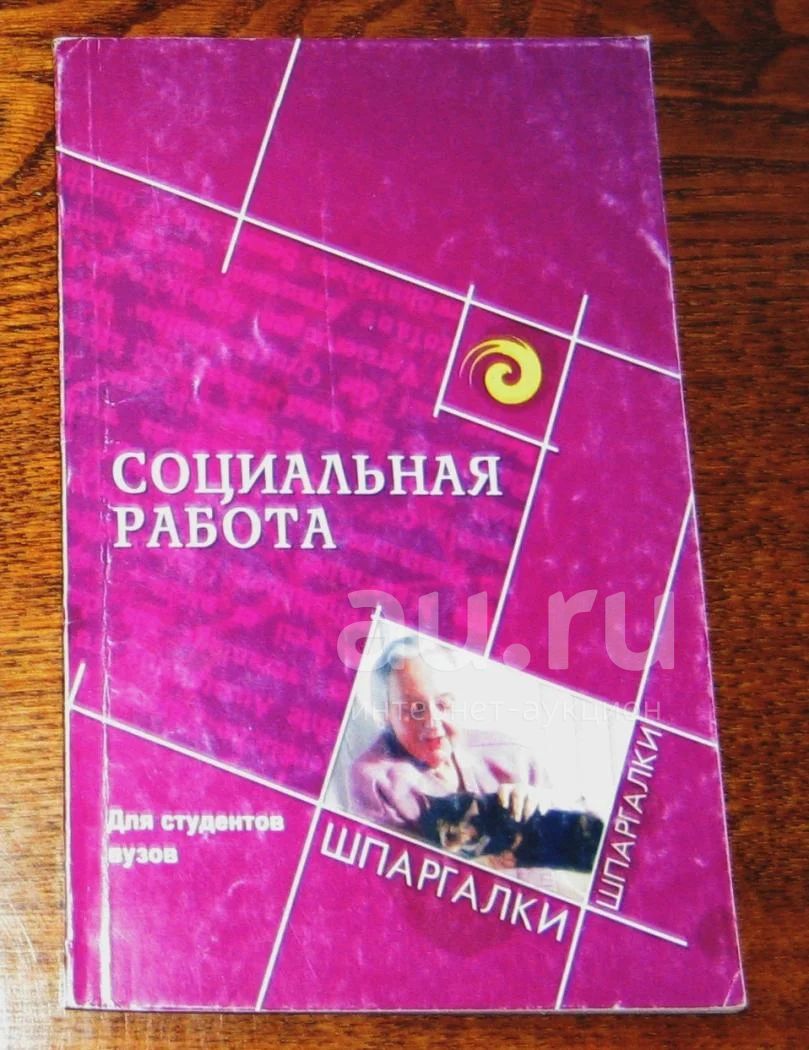 СОЦИАЛЬНАЯ
РАБОТА
au.ru
интернет-аукцион
Для студентов
вузов
ШПАРГАЛКИ
ШПАРГАЛКИ